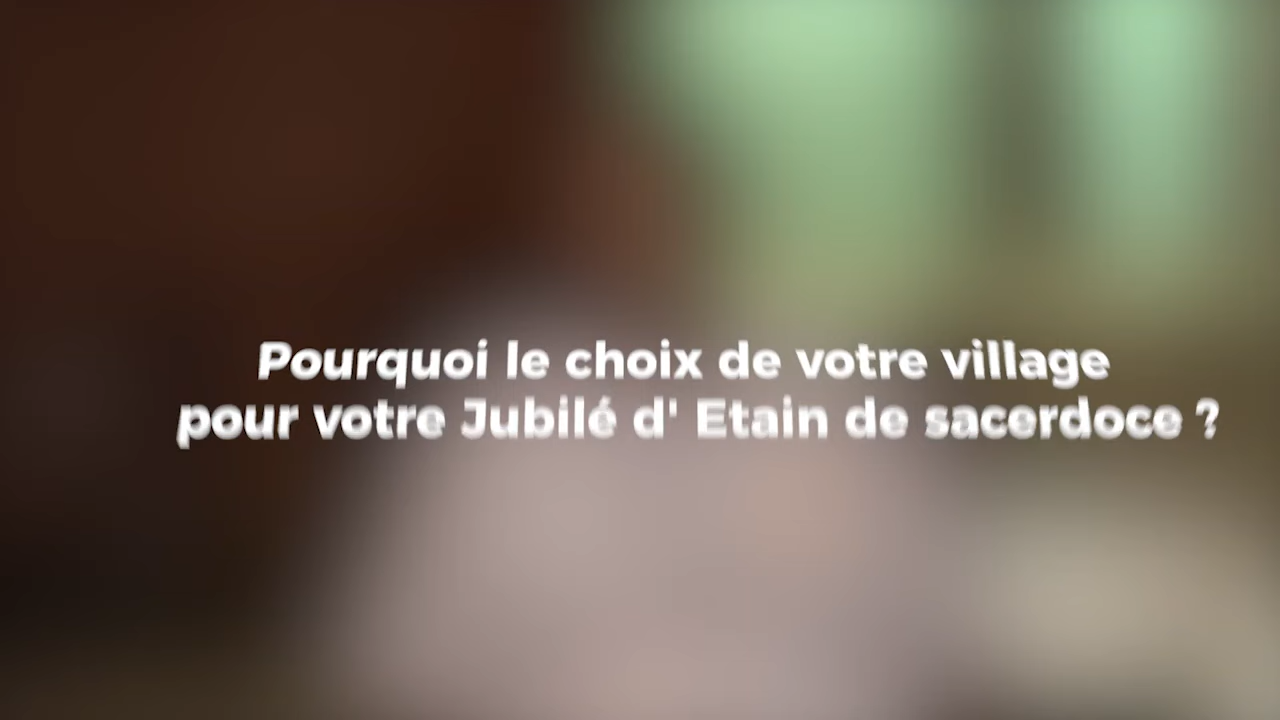 Pourquoi le choix de votre village
pour votre Jubilé d' Etain de sacerdoce ?